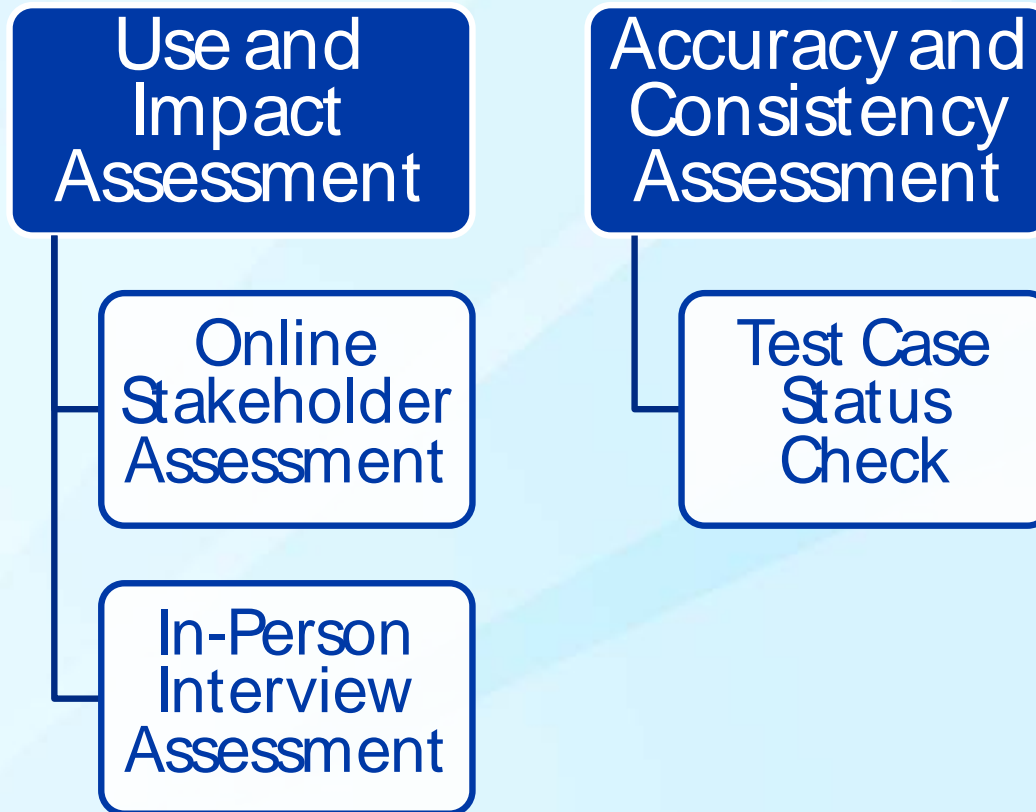 Use and
Impact
Assessment
Online
Stakeholder
Assessment
In-Person
Interview
Assessment
Accuracy and
Consistency
Assessment
Test Case
Status
Check